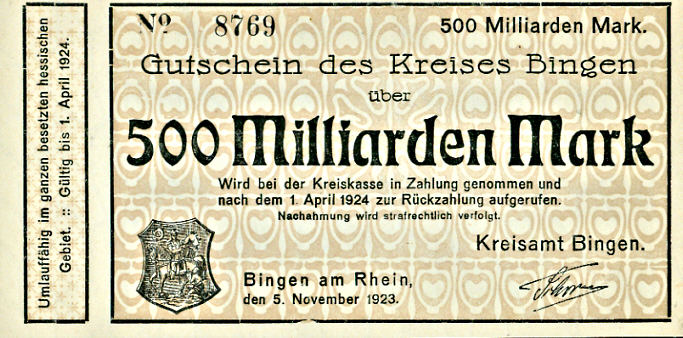 Umlauffähig im ganzen besetzten hessischen
Gebiet. :: Gültig bis 1. April 1924.
No 8769
500 Milliarden Mark.
Gutschein des Kreises Bingen
über
500 Milliarden Mark
Wird bei der Kreiskasse in Zahlung genommen und
nach dem 1. April 1924 zur Rückzahlung aufgerufen.
Nachahmung wird strafrechtlich verfolgt.
Kreisamt Bingen.
Bingen am Rhein,
den 5. November 1923.